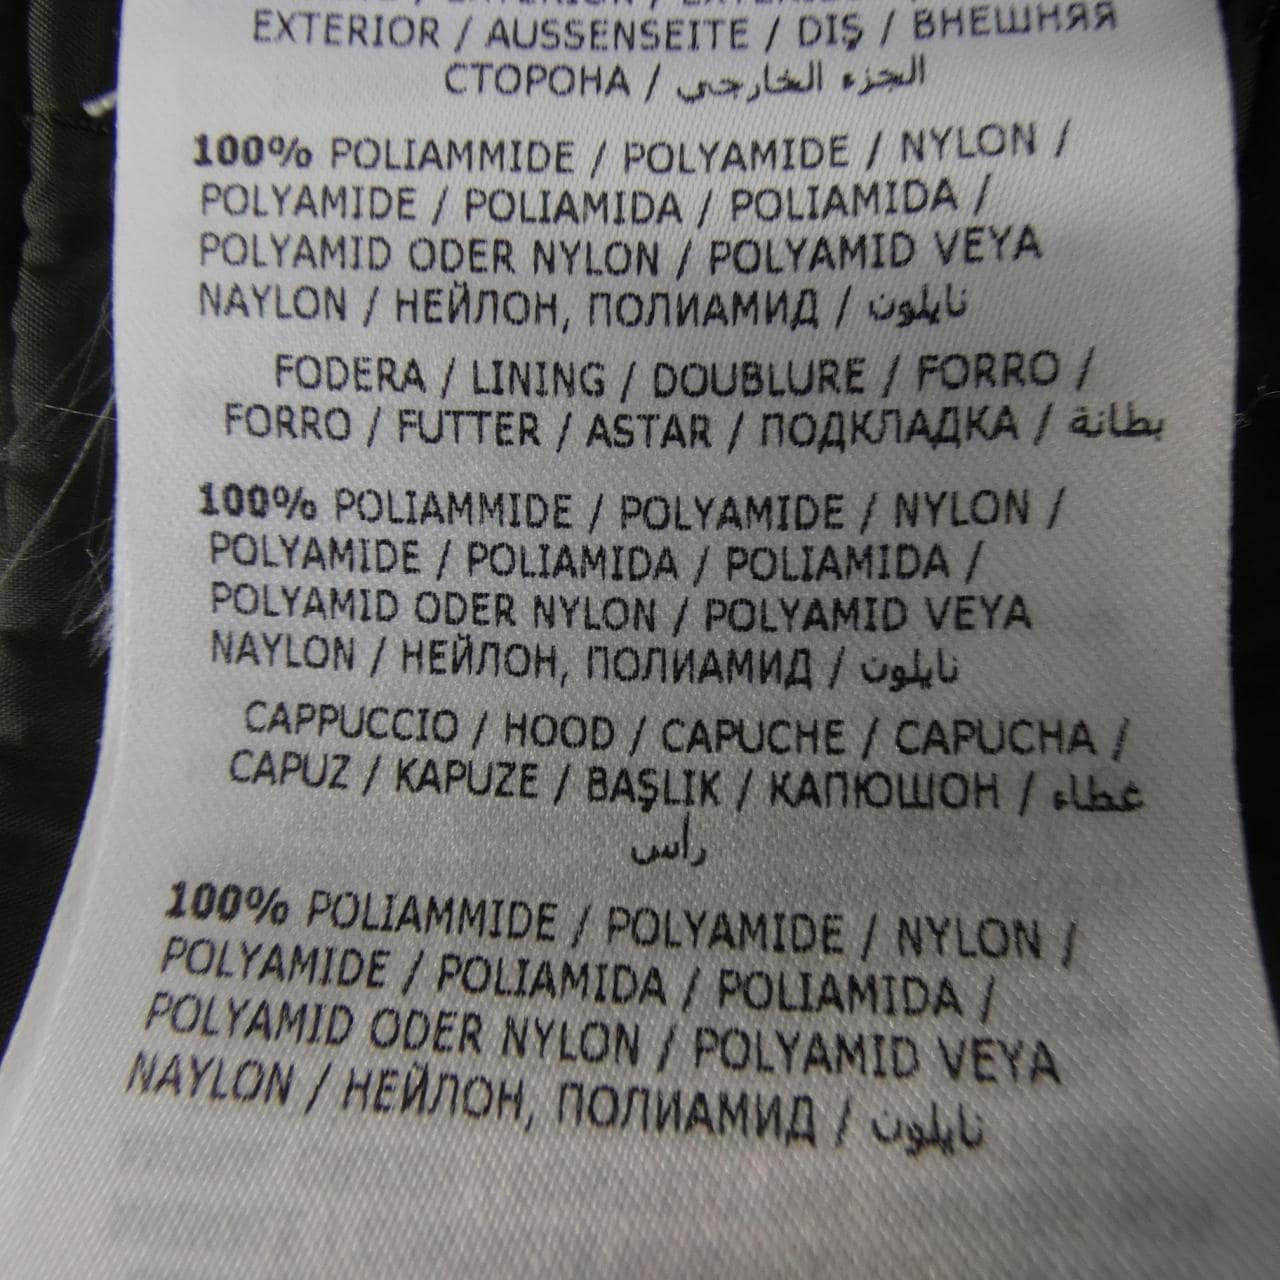 EXTERIOR / AUSSENSEITE / DIŞ / ВНЕШНЯЯ
СТОРОНА / الجزء الخارجي
100% POLIAMMIDE / POLYAMIDE / NYLON /
POLYAMIDE / POLIAMIDA / POLIAMIDA /
POLYAMID ODER NYLON / POLYAMID VEYA
NAYLON / НЕЙЛОН, ПОЛИАМИД / نايلون
FODERA / LINING / DOUBLURE / FORRO /
FORRO / FUTTER / ASTAR / ПОДКЛАДКА / بطانة
100% POLIAMMIDE / POLYAMIDE / NYLON /
POLYAMIDE / POLIAMIDA / POLIAMIDA /
POLYAMID ODER NYLON / POLYAMID VEYA
NAYLON / НЕЙЛОН, ПОЛИАМИД / نايلون
CAPPUCCIO / HOOD / CAPUCHE / CAPUCHA /
CAPUZ / KAPUZE / BAŞLIK / КАПЮШОН / غطاء
راس
100% POLIAMMIDE / POLYAMIDE / NYLON /
POLYAMIDE / POLIAMIDA / POLIAMIDA /
POLYAMID ODER NYLON / POLYAMID VEYA
NAYLON / НЕЙЛОН, ПОЛИАМИД / نايلون